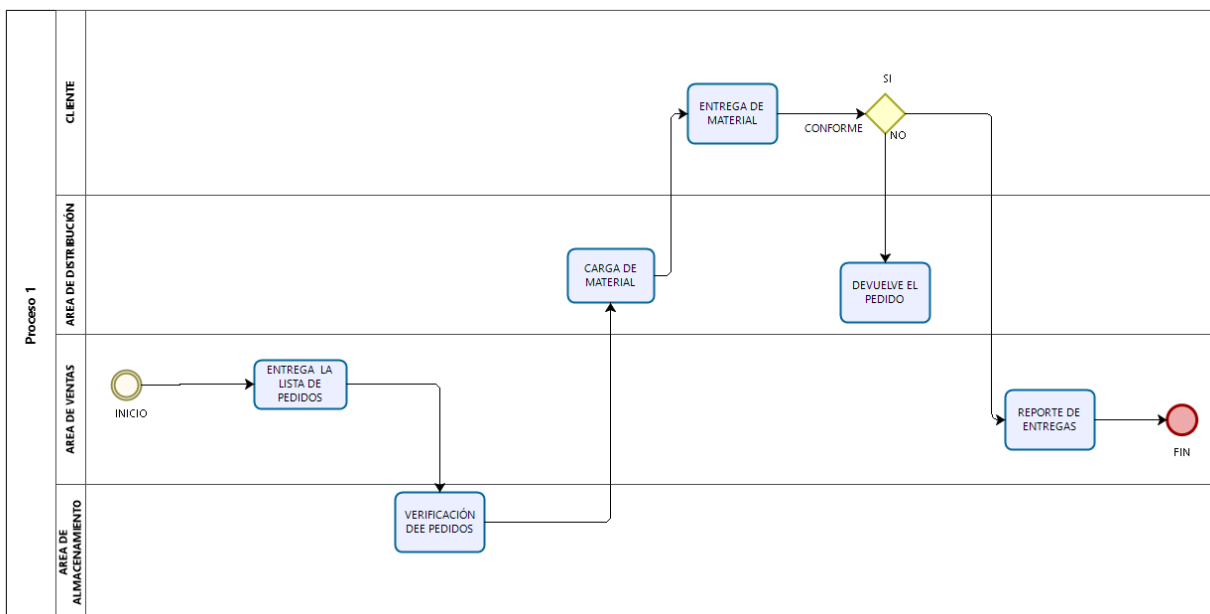 Proceso 1
CLIENTE
ENTREGA DE
MATERIAL
CONFORME
SI
NO
AREA DE DISTRIBUCIÓN
CARGA DE
MATERIAL
DEVUELVE EL
PEDIDO
AREA DE VENTAS
INICIO
ENTREGA LA
LISTA DE
PEDIDOS
REPORTE DE
ENTREGAS
FIN
AREA DE
ALMACENAMIENTO
VERIFICACIÓN
DEE PEDIDOS